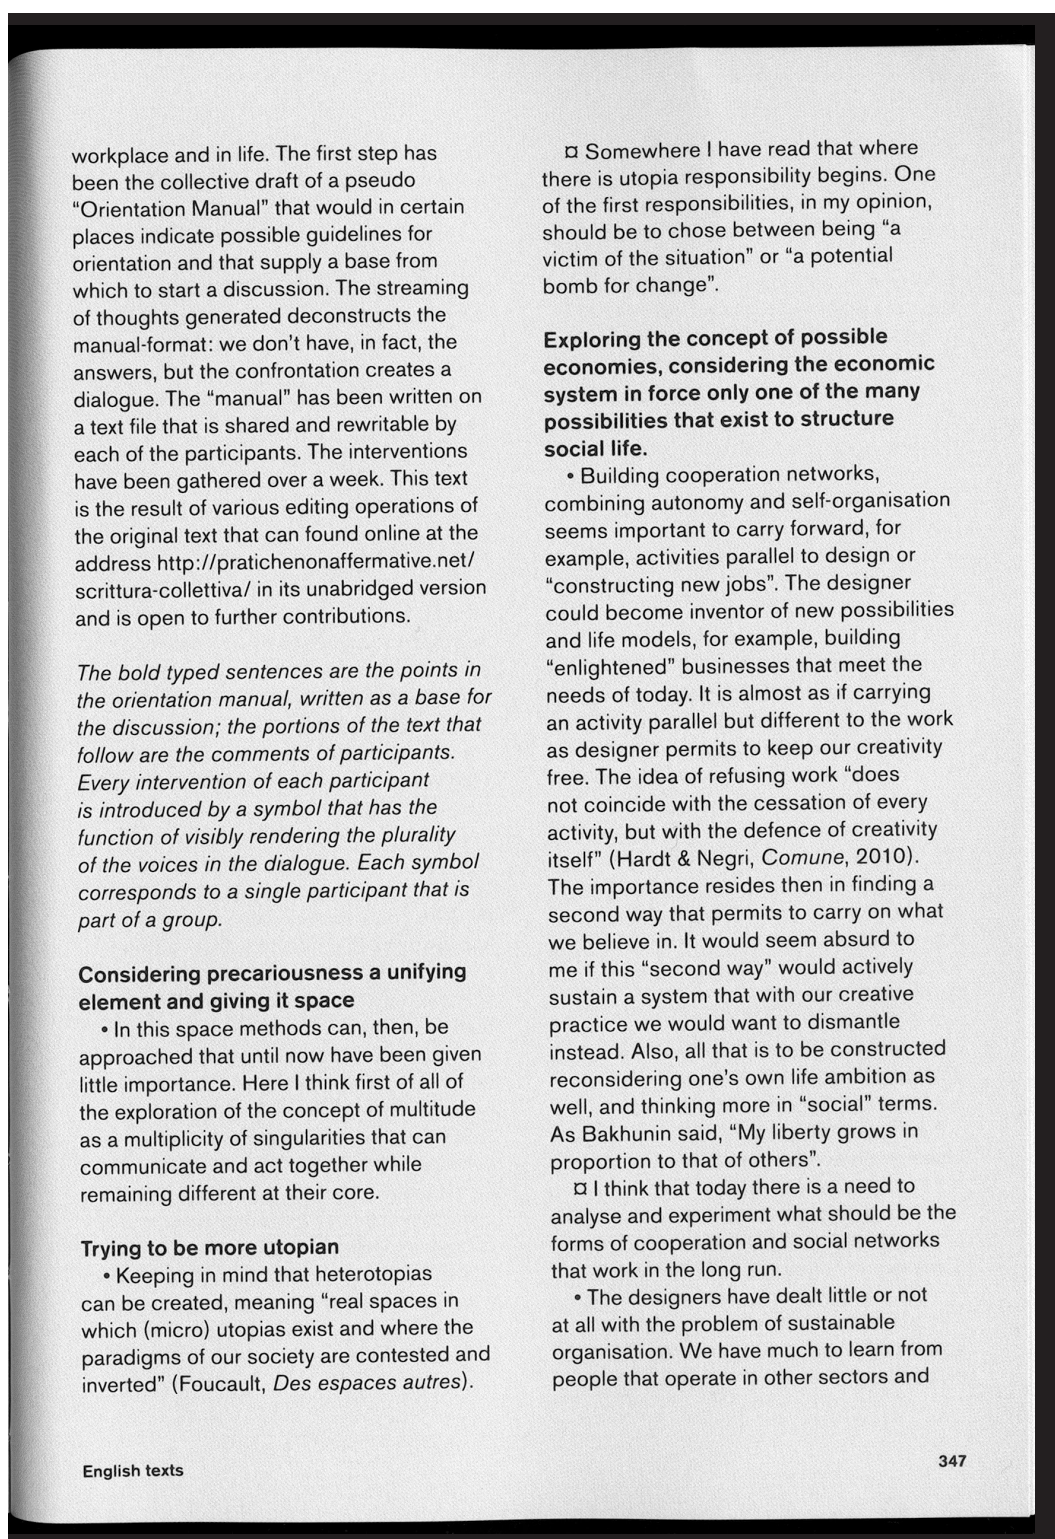 workplace and in life. The first step has
been the collective draft of a pseudo
“Orientation Manual” that would in certain
places indicate possible guidelines for
orientation and that supply a base from
which to start a discussion. The streaming
of thoughts generated deconstructs the
manual-format: we don’t have, in fact, the
answers, but the confrontation creates a
dialogue. The “manual” has been written on
a text file that is shared and rewritable by
each of the participants. The interventions
have been gathered over a week. This text
is the result of various editing operations of
the original text that can found online at the
address http://pratichenonaffermative.net/
scrittura-collettiva/ in its unabridged version
and is open to further contributions.
The bold typed sentences are the points in
the orientation manual, written as a base for
the discussion; the portions of the text that
follow are the comments of participants.
Every intervention of each participant
is introduced by a symbol that has the
function of visibly rendering the plurality
of the voices in the dialogue. Each symbol
corresponds to a single participant that is
part of a group.
Considering precariousness a unifying
element and giving it space
• In this space methods can, then, be
approached that until now have been given
little importance. Here I think first of all of
the exploration of the concept of multitude
as a multiplicity of singularities that can
communicate and act together while
remaining different at their core.
Trying to be more utopian
• Keeping in mind that heterotopias
can be created, meaning “real spaces in
which (micro) utopias exist and where the
paradigms of our society are contested and
inverted” (Foucault, Des espaces autres).
¤ Somewhere I have read that where
there is utopia responsibility begins. One
of the first responsibilities, in my opinion,
should be to chose between being “a
victim of the situation” or “a potential
bomb for change”.
Exploring the concept of possible
economies, considering the economic
system in force only one of the many
possibilities that exist to structure
social life.
• Building cooperation networks,
combining autonomy and self-organisation
seems important to carry forward, for
example, activities parallel to design or
“constructing new jobs”. The designer
could become inventor of new possibilities
and life models, for example, building
“enlightened” businesses that meet the
needs of today. It is almost as if carrying
an activity parallel but different to the work
as designer permits to keep our creativity
free. The idea of refusing work “does
not coincide with the cessation of every
activity, but with the defence of creativity
itself” (Hardt & Negri, Comune, 2010).
The importance resides then in finding a
second way that permits to carry on what
we believe in. It would seem absurd to
me if this “second way” would actively
sustain a system that with our creative
practice we would want to dismantle
instead. Also, all that is to be constructed
reconsidering one’s own life ambition as
well, and thinking more in “social” terms.
As Bakhunin said, “My liberty grows in
proportion to that of others”.
¤ I think that today there is a need to
analyse and experiment what should be the
forms of cooperation and social networks
that work in the long run.
• The designers have dealt little or not
at all with the problem of sustainable
organisation. We have much to learn from
people that operate in other sectors and
English texts
347